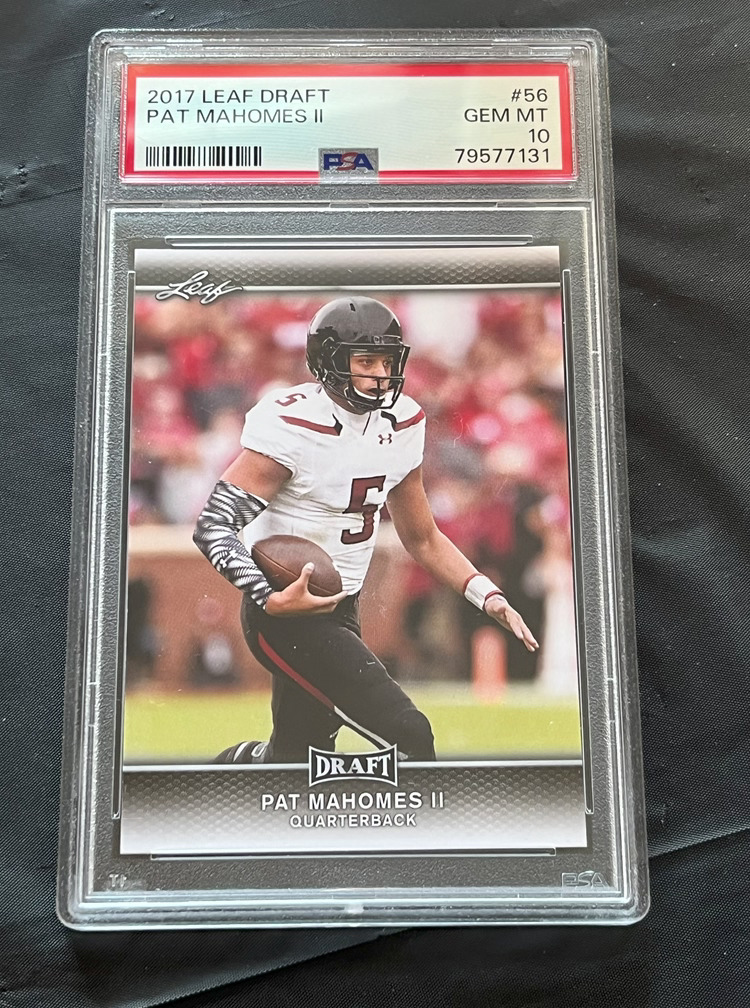 2017 LEAF DRAFT #56
PAT MAHOMES II GEM MT
10
PSA 79577131
Leaf
5
5
DRAFT
PAT MAHOMES II
QUARTERBACK
PSA